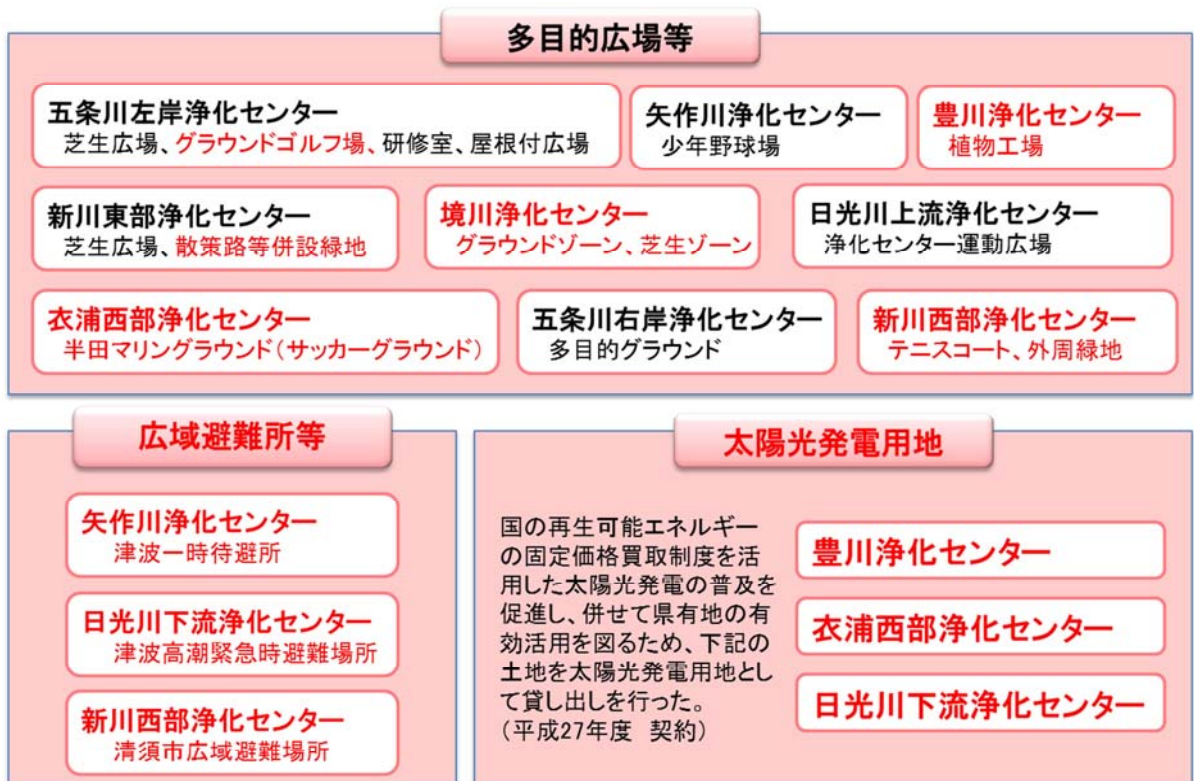 多目的広場等
五条川左岸浄化センター
芝生広場、グラウンドゴルフ場、研修室、屋根付広場
矢作川浄化センター
少年野球場
豊川浄化センター
植物工場
新川東部浄化センター
芝生広場、散策路等併設緑地
境川浄化センター
グラウンドゾーン、芝生ゾーン
日光川上流浄化センター
浄化センター運動広場
衣浦西部浄化センター
半田マリングラウンド(サッカーグラウンド)
五条川右岸浄化センター
多目的グラウンド
新川西部浄化センター
テニスコート、外周緑地
広域避難所等
矢作川浄化センター
津波一時待避所
日光川下流浄化センター
津波高潮緊急時避難場所
新川西部浄化センター
清須市広域避難場所
太陽光発電用地
国の再生可能エネルギー
の固定価格買取制度を活
用した太陽光発電の普及を
促進し、併せて県有地の有
効活用を図るため、下記の
土地を太陽光発電用地とし
て貸し出しを行った。
(平成27年度 契約)
豊川浄化センター
衣浦西部浄化センター
日光川下流浄化センター